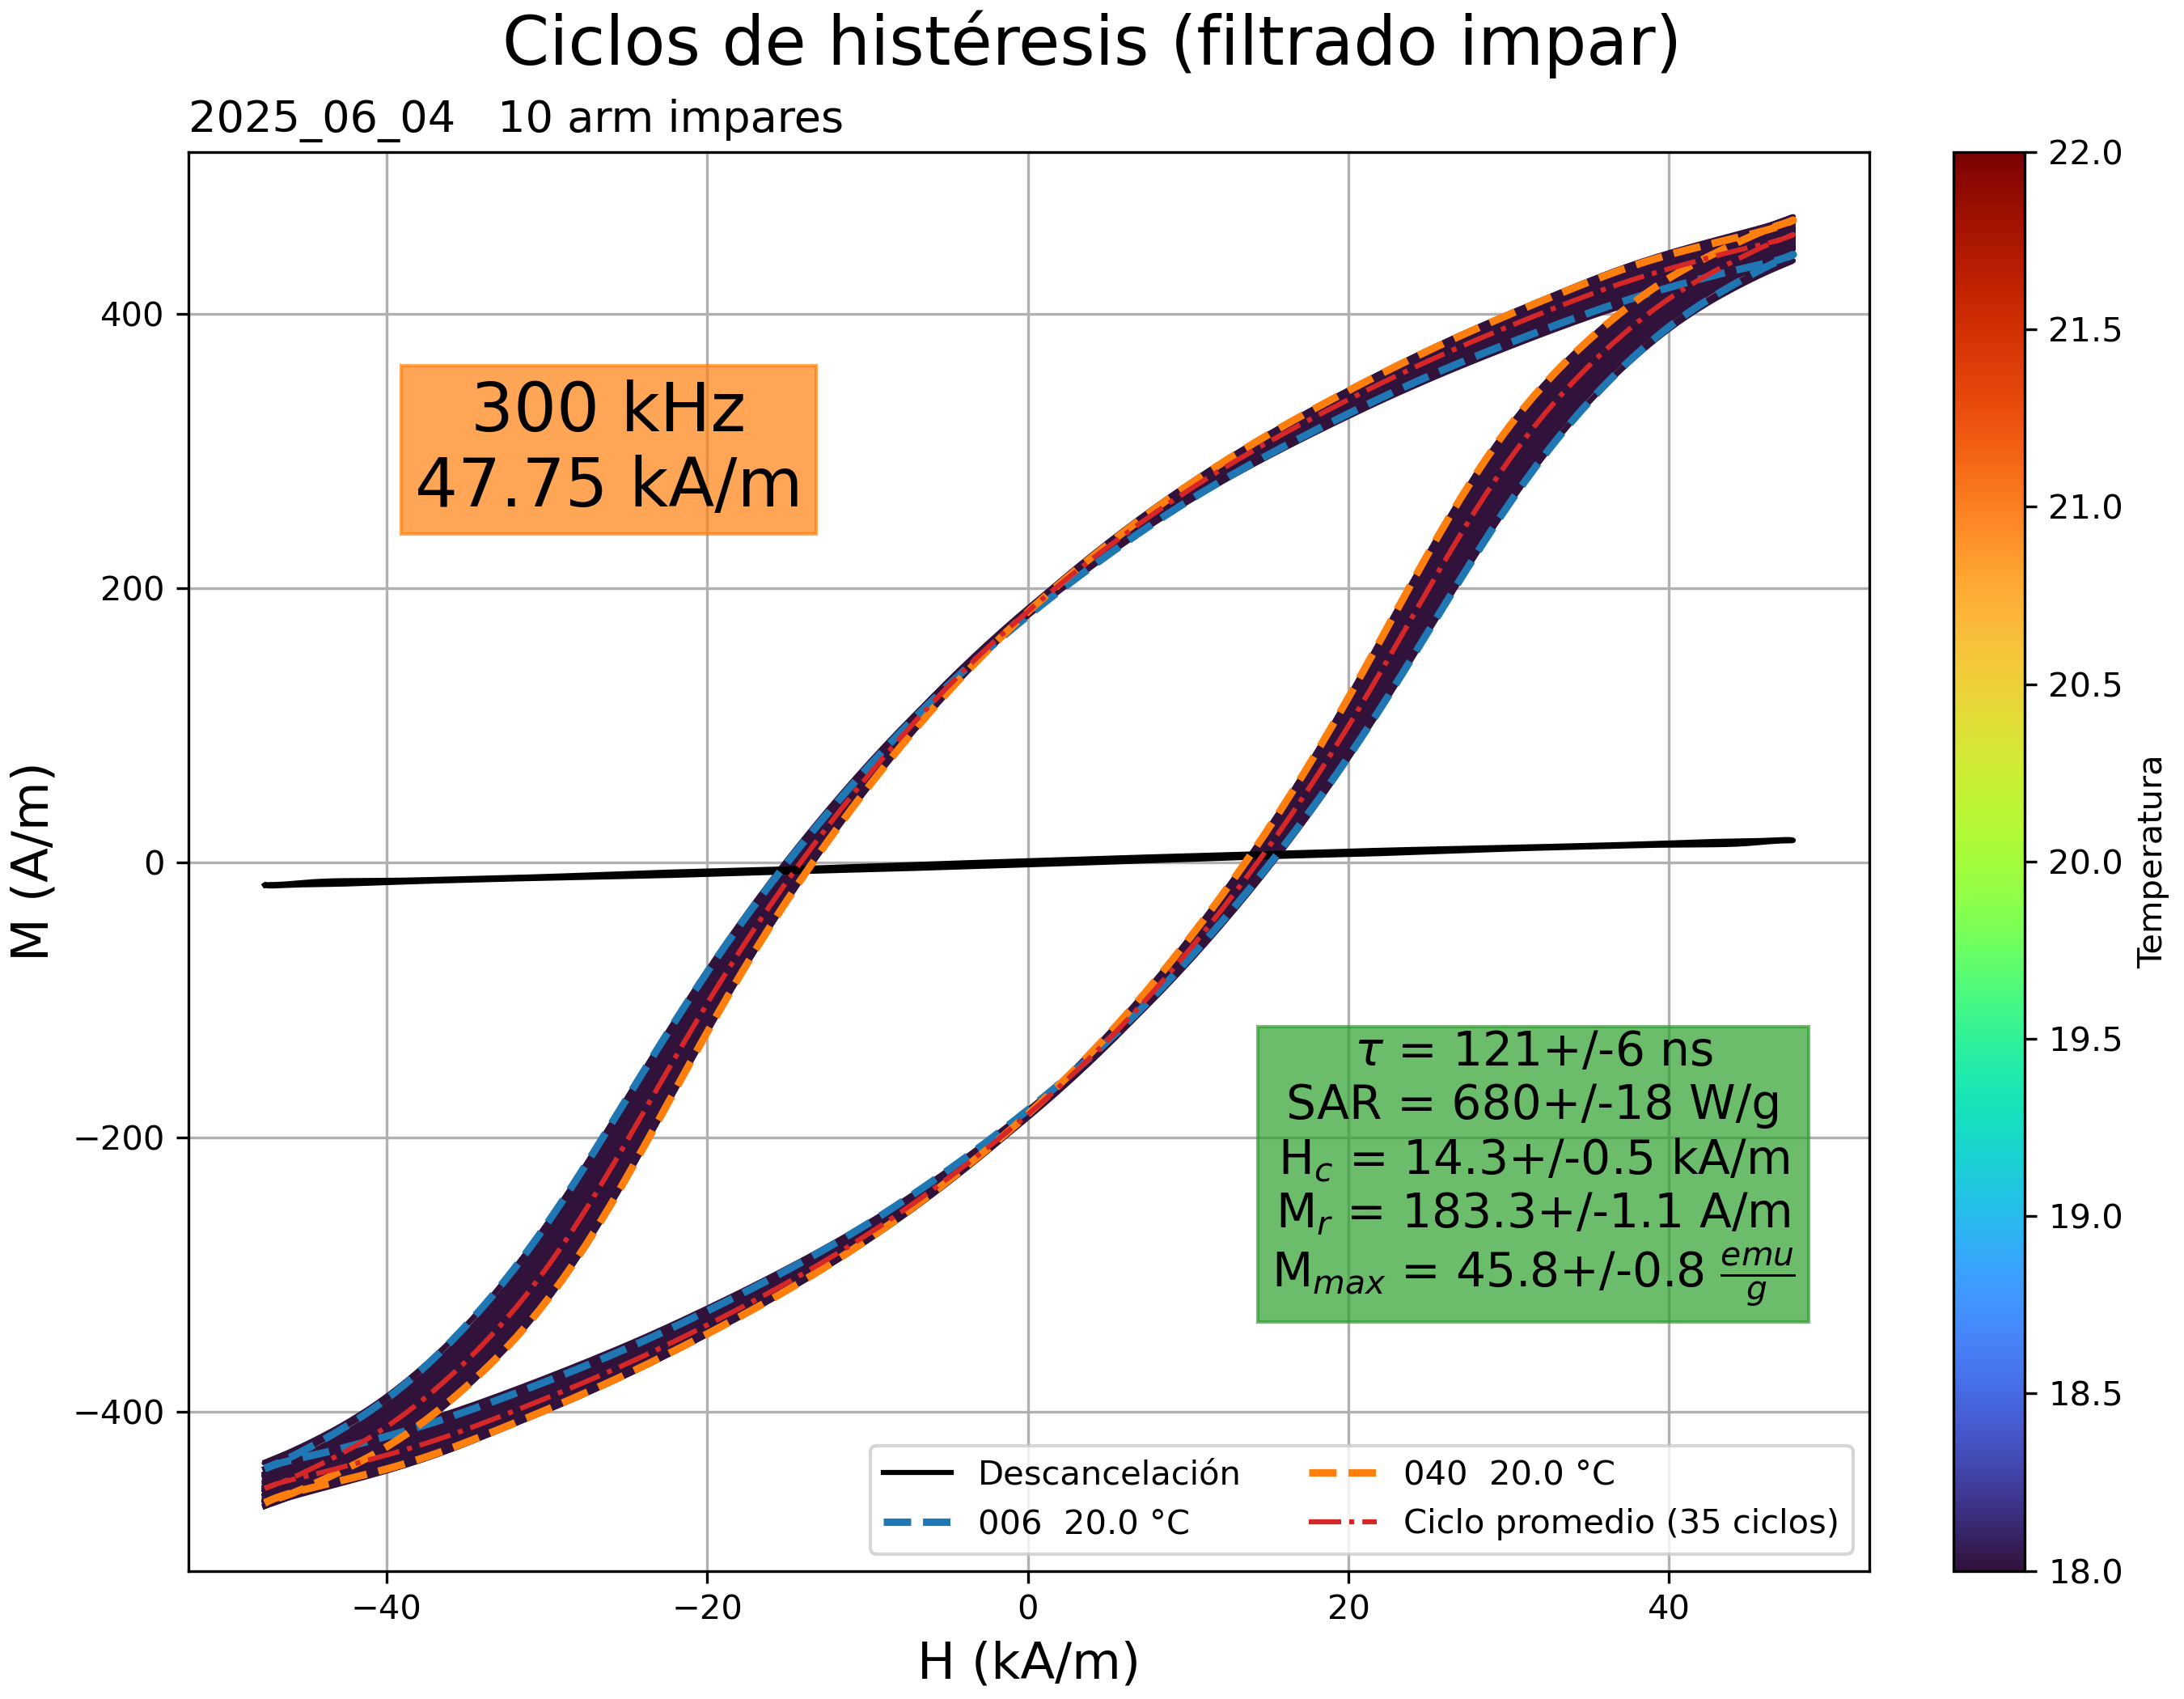 Ciclos de histéresis (filtrado impar)
2025_06_04   10 arm impares
300 kHz
47.75 kA/m
τ = 121+/-6 ns
SAR = 680+/-18 W/g
H_c = 14.3+/-0.5 kA/m
M_r = 183.3+/-1.1 A/m
M_max = 45.8+/-0.8 emu/g
M (A/m)
400
200
0
−200
−400
−40
−20
0
20
40
H (kA/m)
Descancelación
006  20.0 °C
040  20.0 °C
Ciclo promedio (35 ciclos)
22.0
21.5
21.0
20.5
20.0
19.5
19.0
18.5
18.0
Temperatura